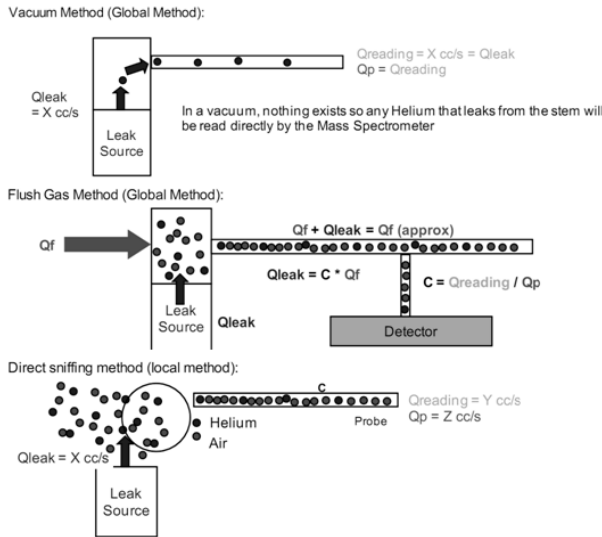 Vacuum Method (Global Method):
Qreading = X cc/s = Qleak
Qp = Qreading
Qleak
= X cc/s
In a vacuum, nothing exists so any Helium that leaks from the stem will
be read directly by the Mass Spectrometer
Leak
Source
Flush Gas Method (Global Method):
Qf + Qleak = Qf (approx)
Qf
Qleak = C * Qf
C = Qreading / Qp
Leak
Source
Qleak
Detector
Direct sniffing method (local method):
C
Qreading = Y cc/s
Helium
Probe
Qp = Z cc/s
Air
Qleak = X cc/s
Leak
Source